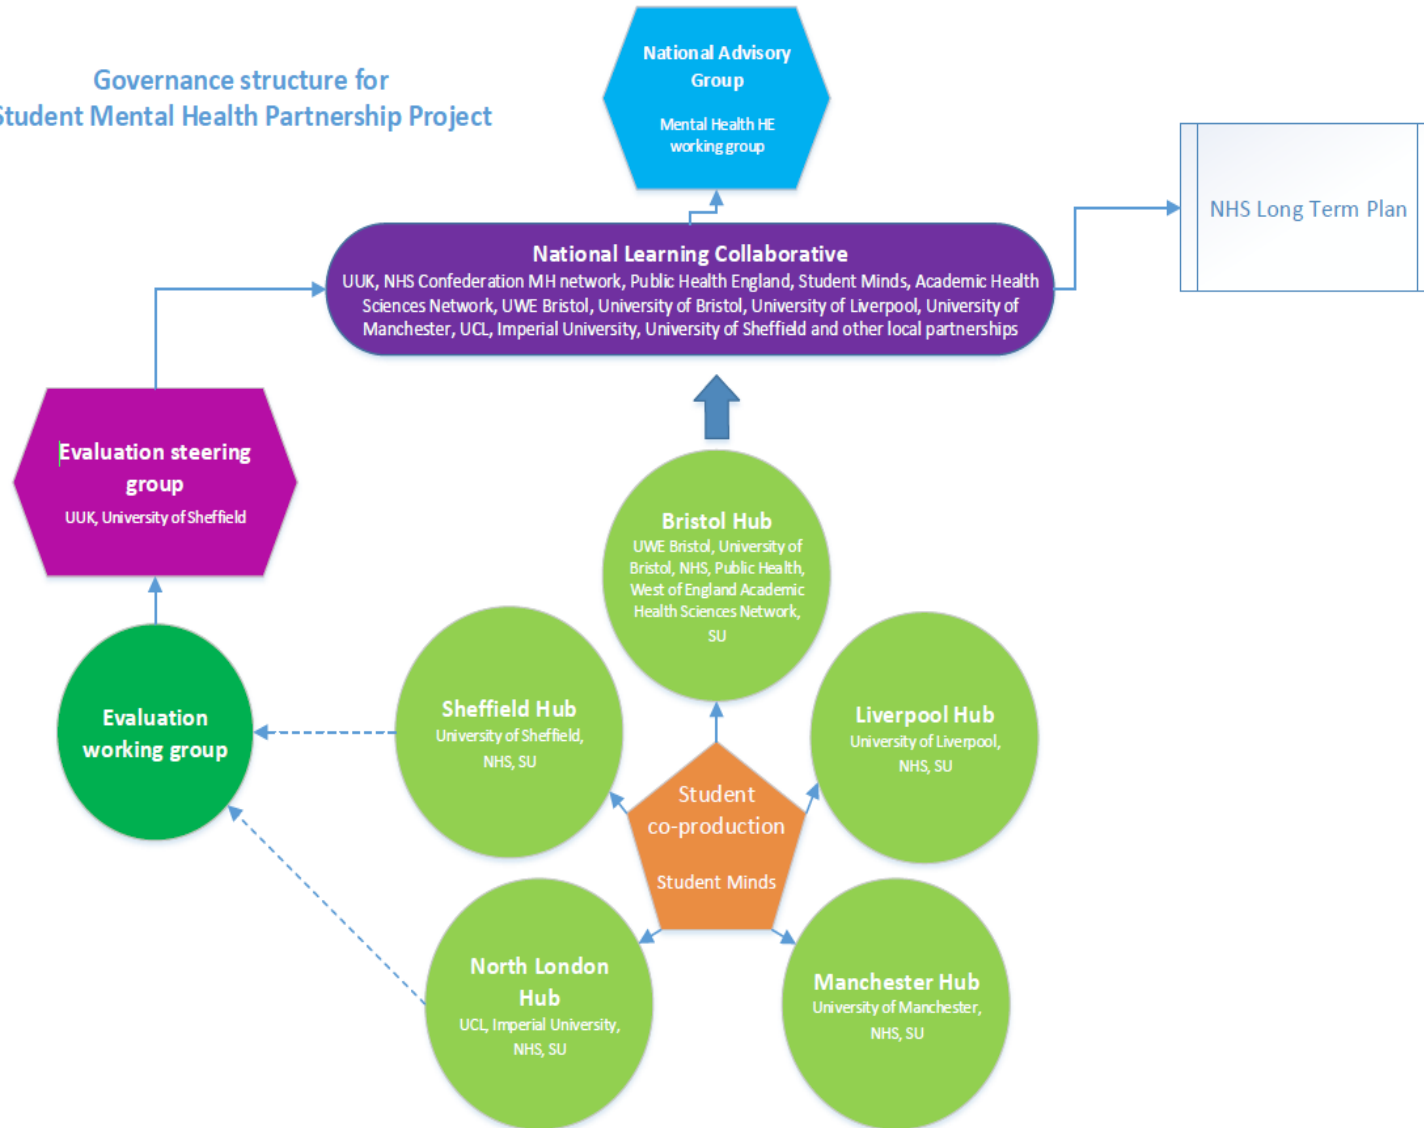 Governance structure for
Student Mental Health Partnership Project
National Advisory
Group
Mental Health HE
working group
NHS Long Term Plan
National Learning Collaborative
UUK, NHS Confederation MH network, Public Health England, Student Minds, Academic Health
Sciences Network, UWE Bristol, University of Bristol, University of Liverpool, University of
Manchester, UCL, Imperial University, University of Sheffield and other local partnerships
Evaluation steering
group
UUK, University of Sheffield
Bristol Hub
UWE Bristol, University of
Bristol, NHS, Public Health,
West of England Academic
Health Sciences Network,
SU
Evaluation
working group
Sheffield Hub
University of Sheffield,
NHS, SU
Liverpool Hub
University of Liverpool,
NHS, SU
Student
co-production
Student Minds
North London
Hub
UCL, Imperial University,
NHS, SU
Manchester Hub
University of Manchester,
NHS, SU